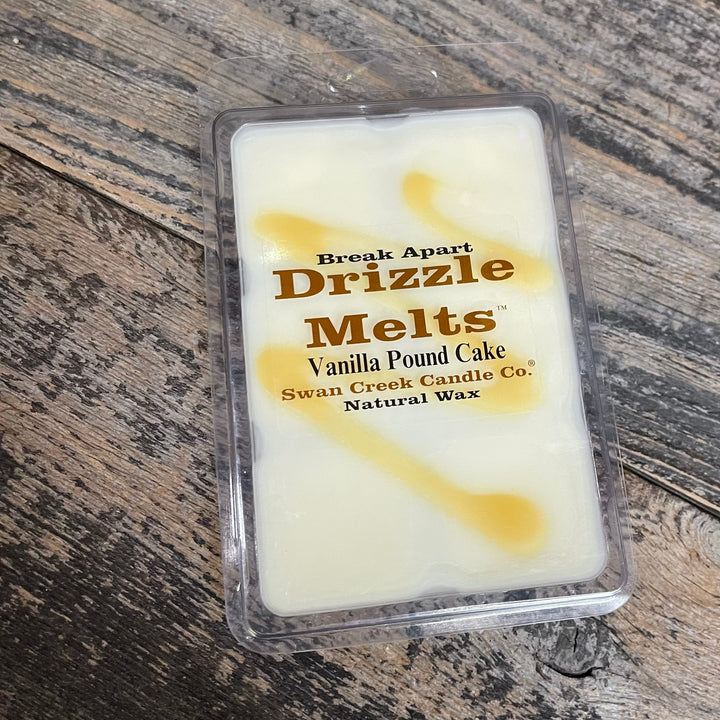 Break Apart
Drizzle
Melts™
Vanilla Pound Cake
Swan Creek Candle Co.®
Natural Wax